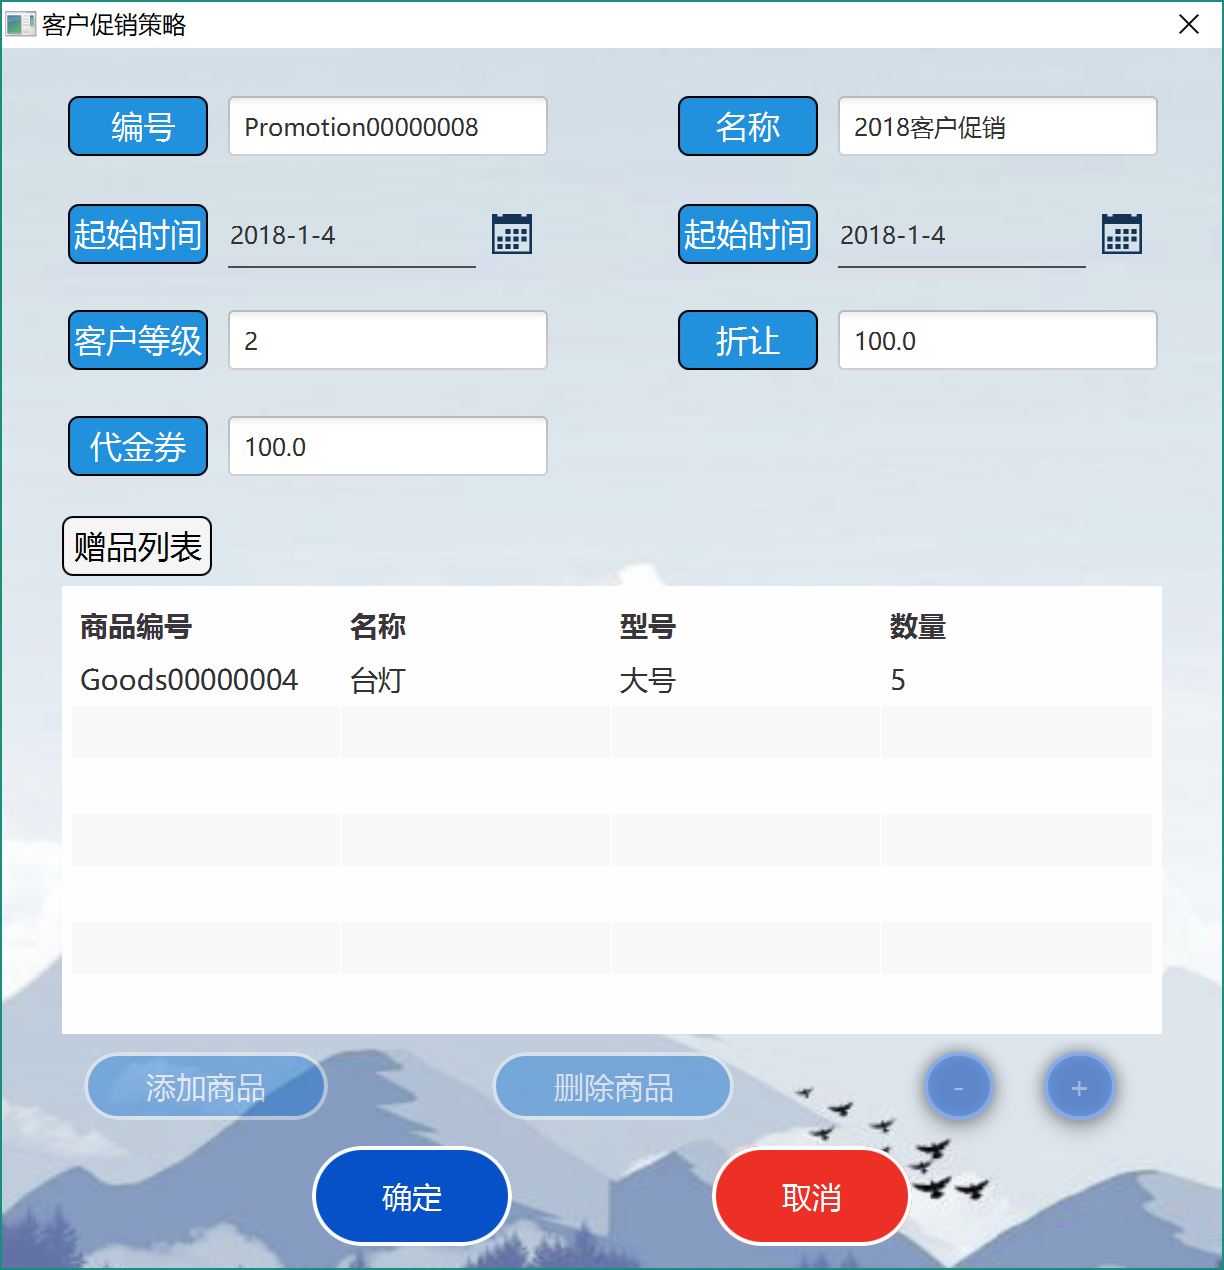 客户促销策略
编号 Promotion00000008 名称 2018客户促销
起始时间 2018-1-4 起始时间 2018-1-4
客户等级 2 折让 100.0
代金券 100.0
赠品列表
商品编号 名称 型号 数量
Goods00000004 台灯 大号 5
添加商品 删除商品 - +
确定 取消